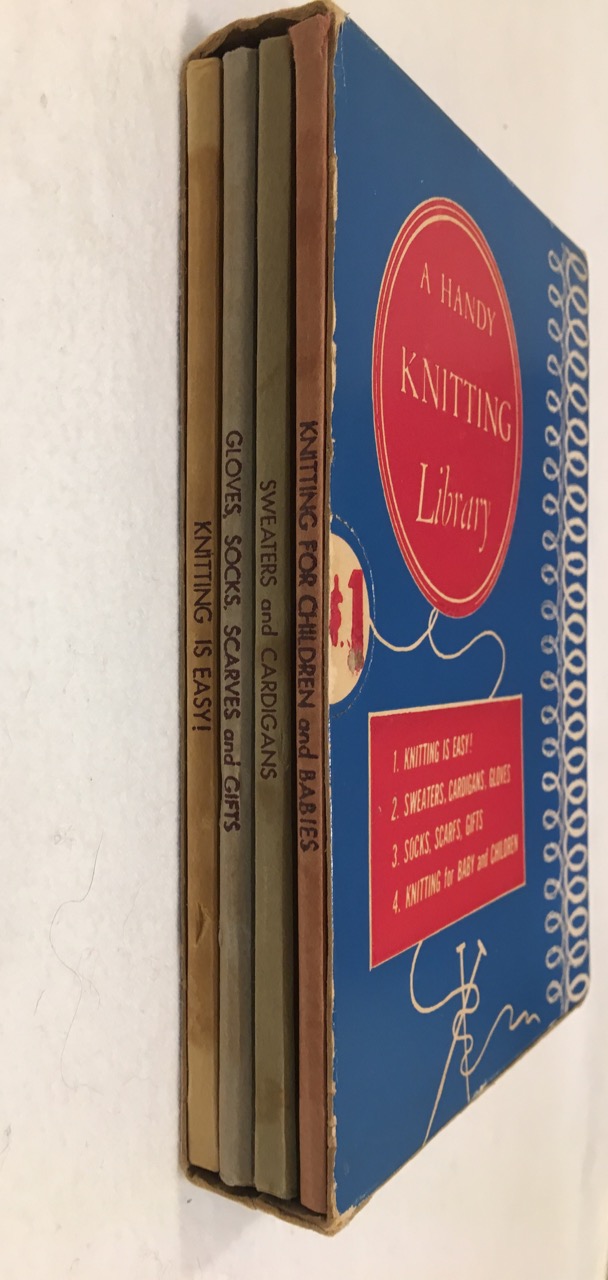 KNITTING IS EASY!
GLOVES, SOCKS, SCARVES and GIFTS
SWEATERS and CARDIGANS
KNITTING FOR CHILDREN and BABIES
A HANDY
KNITTING
Library
$1
1. KNITTING IS EASY!
2. SWEATERS, CARDIGANS, GLOVES
3. SOCKS, SCARFS, GIFTS
4. KNITTING for BABY and CHILDREN